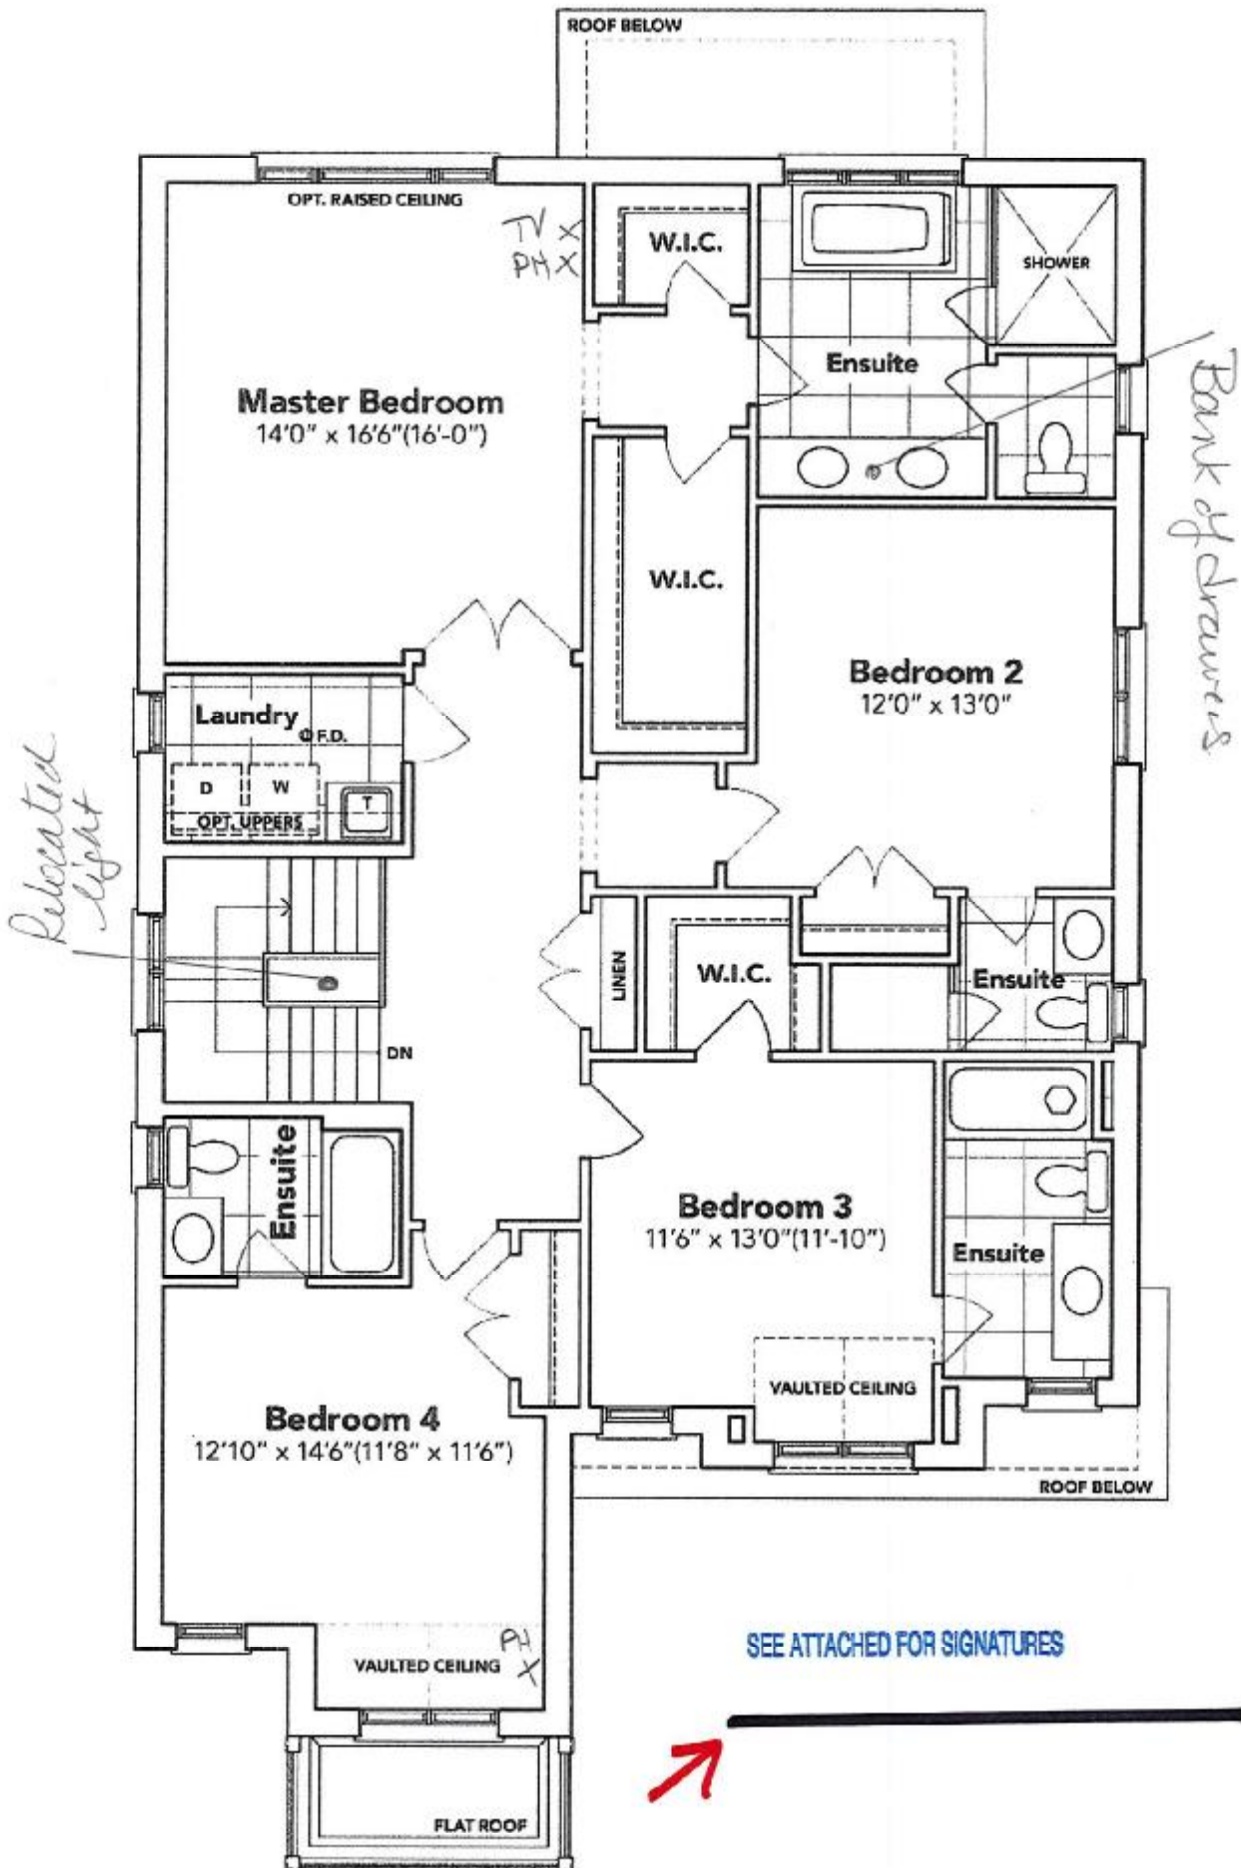 ROOF BELOW
OPT. RAISED CEILING
TV X
PH X
W.I.C.
SHOWER
Ensuite
Master Bedroom
14'0" x 16'6"(16'-0")
Bank of drawers
W.I.C.
Bedroom 2
12'0" x 13'0"
Laundry
F.D.
D
W
T
OPT. UPPERS
Relocated
light
LINEN
W.I.C.
Ensuite
DN
Ensuite
Bedroom 3
11'6" x 13'0"(11'-10")
Ensuite
VAULTED CEILING
Bedroom 4
12'10" x 14'6"(11'8" x 11'6")
ROOF BELOW
PH
X
VAULTED CEILING
SEE ATTACHED FOR SIGNATURES
FLAT ROOF